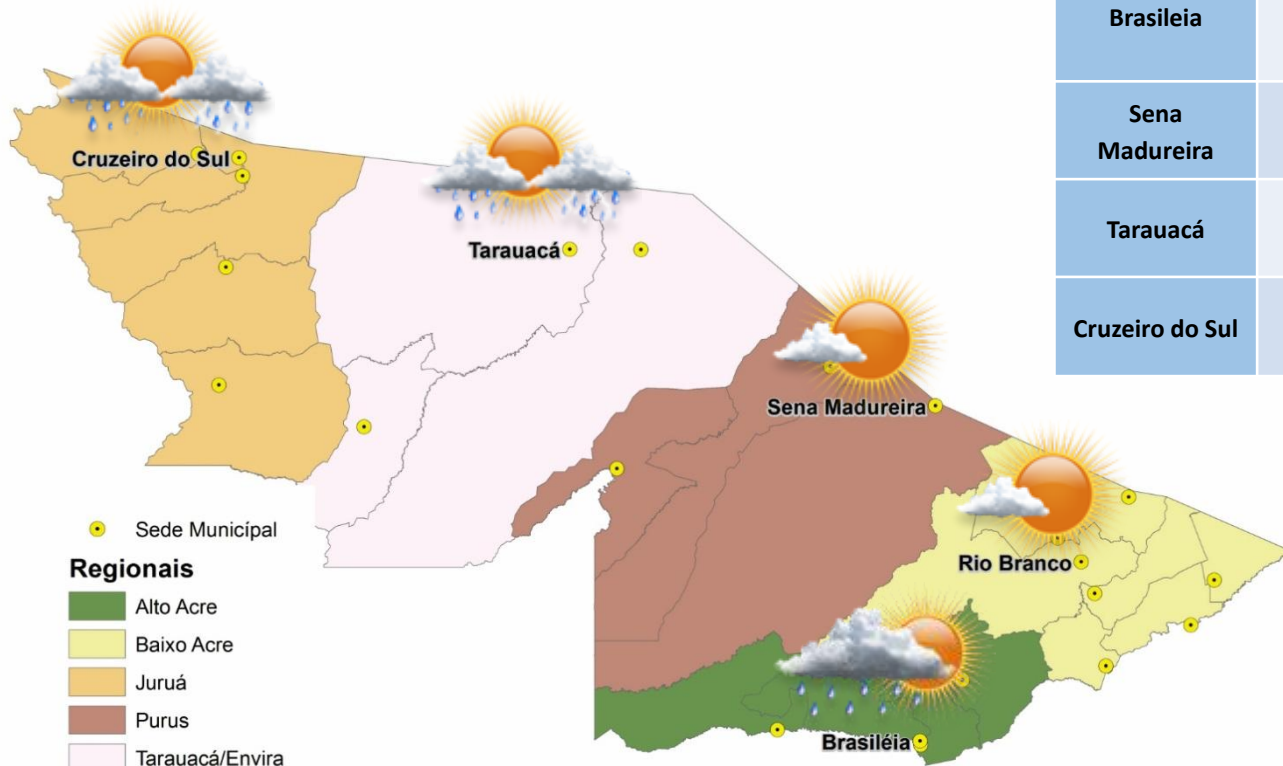 Brasileia
Sena
Madureira
Tarauacá
Cruzeiro do Sul
Cruzeiro do Sul
Tarauacá
Sena Madureira
Rio Branco
Brasiléia
Sede Municípal
Regionais
Alto Acre
Baixo Acre
Juruá
Purus
Tarauacá/Envira